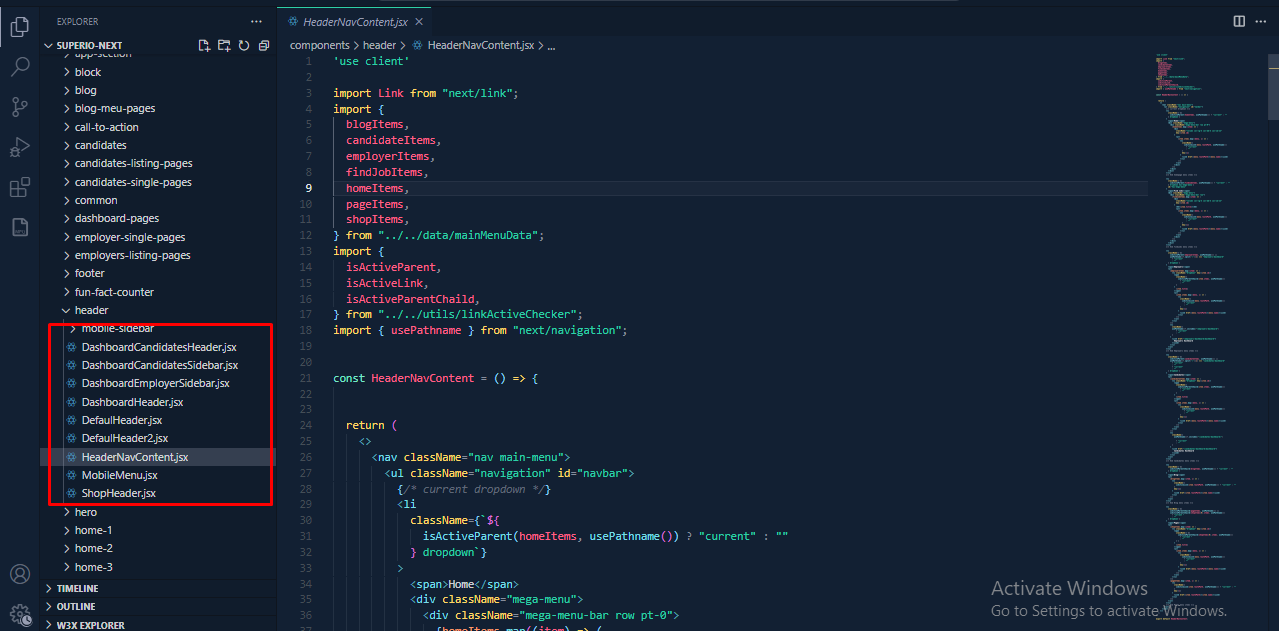 EXPLORER
SUPERIO-NEXT
app-section
block
blog
blog-meu-pages
call-to-action
candidates
candidates-listing-pages
candidates-single-pages
common
dashboard-pages
employer-single-pages
employers-listing-pages
footer
fun-fact-counter
header
mobile-sidebar
DashboardCandidatesHeader.jsx
DashboardCandidatesSidebar.jsx
DashboardEmployerSidebar.jsx
DashboardHeader.jsx
DefaulHeader.jsx
DefaulHeader2.jsx
HeaderNavContent.jsx
MobileMenu.jsx
ShopHeader.jsx
hero
home-1
home-2
home-3
TIMELINE
OUTLINE
W3X EXPLORER
HeaderNavContent.jsx
components > header > HeaderNavContent.jsx > ...
1 'use client'
2
3 import Link from "next/link";
4 import {
5 blogItems,
6 candidateItems,
7 employerItems,
8 findJobItems,
9 homeItems,
10 pageItems,
11 shopItems,
12 } from "../../data/mainMenuData";
13 import {
14 isActiveParent,
15 isActiveLink,
16 isActiveParentChaild,
17 } from "../../utils/linkActiveChecker";
18 import { usePathname } from "next/navigation";
19
20
21 const HeaderNavContent = () => {
22
23
24 return (
25 <>
26 <nav className="nav main-menu">
27 <ul className="navigation" id="navbar">
28 {/* current dropdown */}
29 <li
30 className={`${
31 isActiveParent(homeItems, usePathname()) ? "current" : ""
32 } dropdown`}
33 >
34 <span>Home</span>
35 <div className="mega-menu">
36 <div className="mega-menu-bar row pt-0">
37 {homeItems.map((item) => (
Activate Windows
Go to Settings to activate Windows.